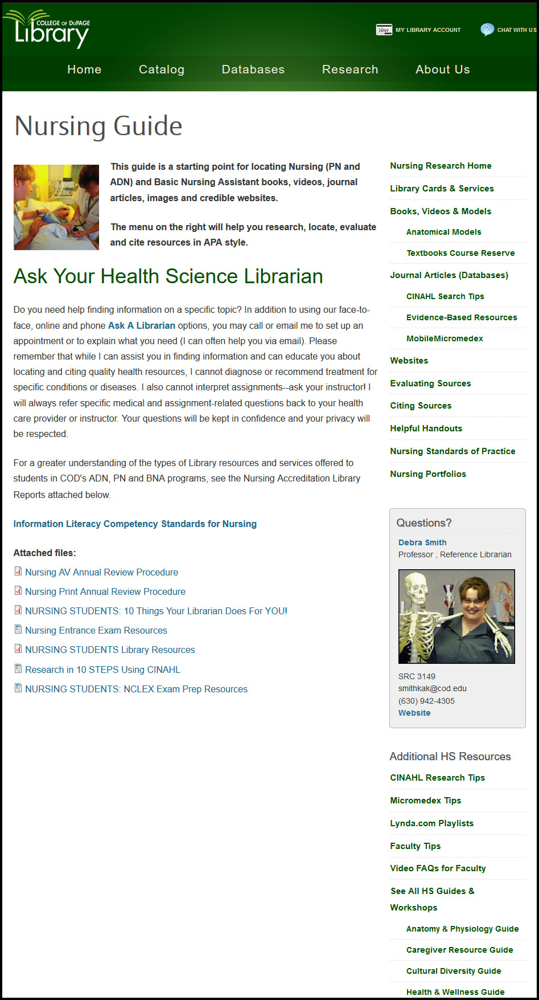 COLLEGE OF DuPAGE
Library
MY LIBRARY ACCOUNT
CHAT WITH US
Home
Catalog
Databases
Research
About Us
Nursing Guide
This guide is a starting point for locating Nursing (PN and
ADN) and Basic Nursing Assistant books, videos, journal
articles, images and credible websites.
The menu on the right will help you research, locate, evaluate
and cite resources in APA style.
Ask Your Health Science Librarian
Do you need help finding information on a specific topic? In addition to using our face-to-
face, online and phone Ask A Librarian options, you may call or email me to set up an
appointment or to explain what you need (I can often help you via email). Please
remember that while I can assist you in finding information and can educate you about
locating and citing quality health resources, I cannot diagnose or recommend treatment for
specific conditions or diseases. I also cannot interpret assignments--ask your instructor! I
will always refer specific medical and assignment-related questions back to your health
care provider or instructor. Your questions will be kept in confidence and your privacy will
be respected.
For a greater understanding of the types of Library resources and services offered to
students in COD's ADN, PN and BNA programs, see the Nursing Accreditation Library
Reports attached below.
Information Literacy Competency Standards for Nursing
Attached files:
Nursing AV Annual Review Procedure
Nursing Print Annual Review Procedure
NURSING STUDENTS: 10 Things Your Librarian Does For YOU!
Nursing Entrance Exam Resources
NURSING STUDENTS Library Resources
Research in 10 STEPS Using CINAHL
NURSING STUDENTS: NCLEX Exam Prep Resources
Nursing Research Home
Library Cards & Services
Books, Videos & Models
Anatomical Models
Textbooks Course Reserve
Journal Articles (Databases)
CINAHL Search Tips
Evidence-Based Resources
MobileMicromedex
Websites
Evaluating Sources
Citing Sources
Helpful Handouts
Nursing Standards of Practice
Nursing Portfolios
Questions?
Debra Smith
Professor , Reference Librarian
SRC 3149
smithkak@cod.edu
(630) 942-4305
Website
Additional HS Resources
CINAHL Research Tips
Micromedex Tips
Lynda.com Playlists
Faculty Tips
Video FAQs for Faculty
See All HS Guides &
Workshops
Anatomy & Physiology Guide
Caregiver Resource Guide
Cultural Diversity Guide
Health & Wellness Guide